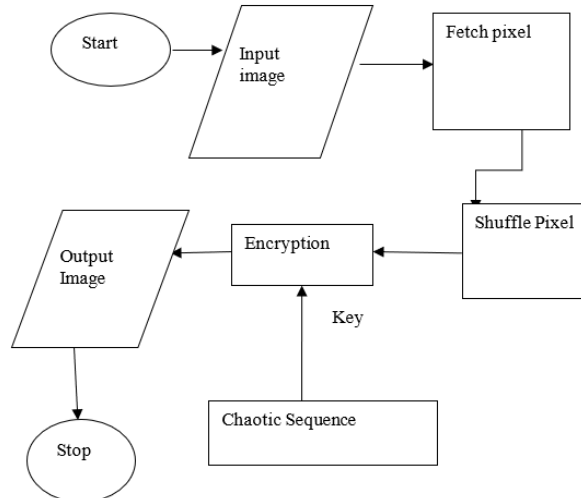 Start
Input
image
Fetch pixel
Shuffle Pixel
Encryption
Output
Image
Key
Chaotic Sequence
Stop